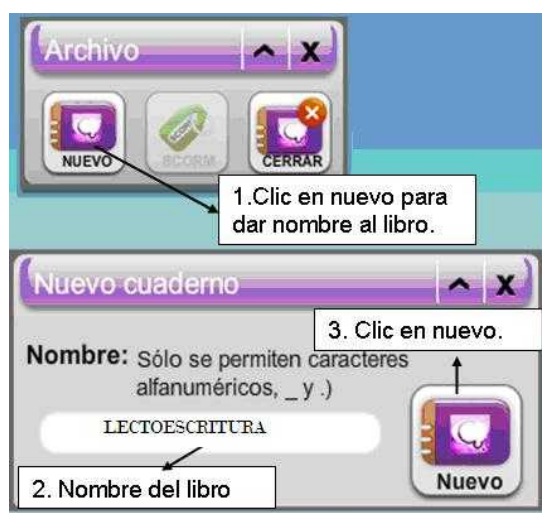 Archivo
^ X
NUEVO
SCORM
CERRAR
1.Clic en nuevo para
dar nombre al libro.
Nuevo cuaderno
^ X
3. Clic en nuevo.
Nombre: Sólo se permiten caracteres
alfanuméricos, _ y .)
LECTOESCRITURA
Nuevo
2. Nombre del libro